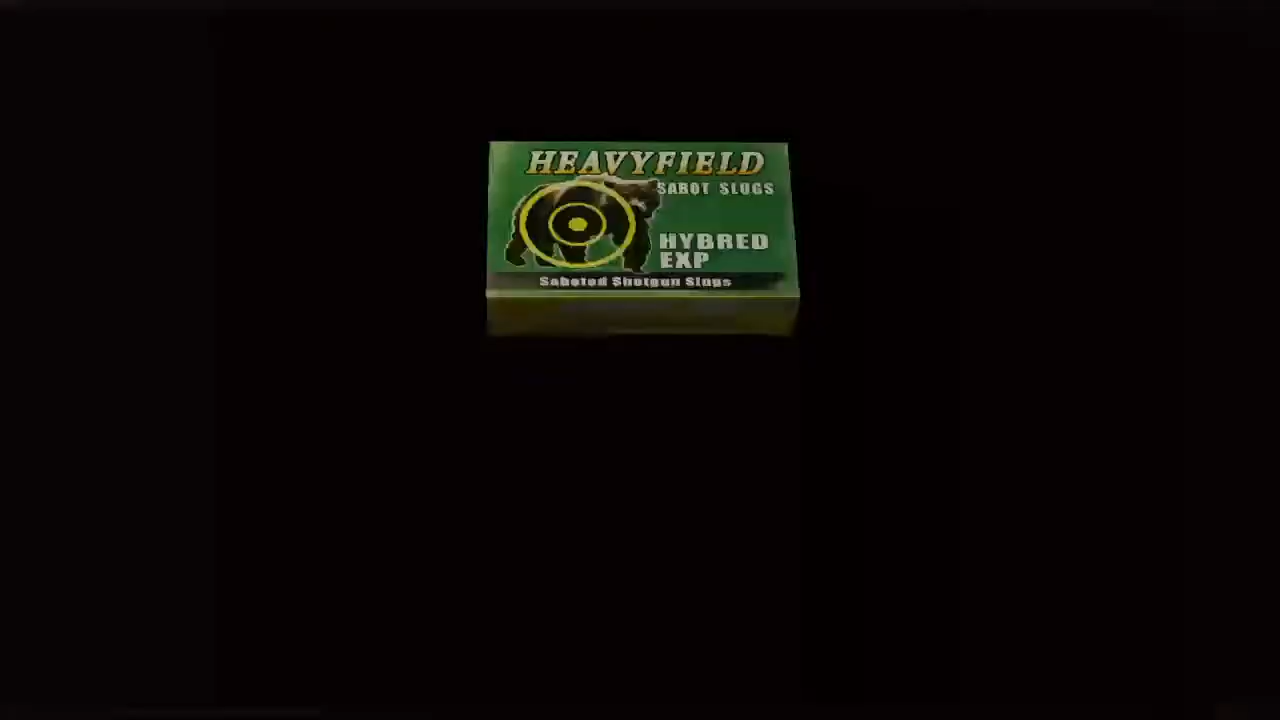 HEAVYFIELD
SABOT SLUGS
HYBRED
EXP
Saboted Shotgun Slugs